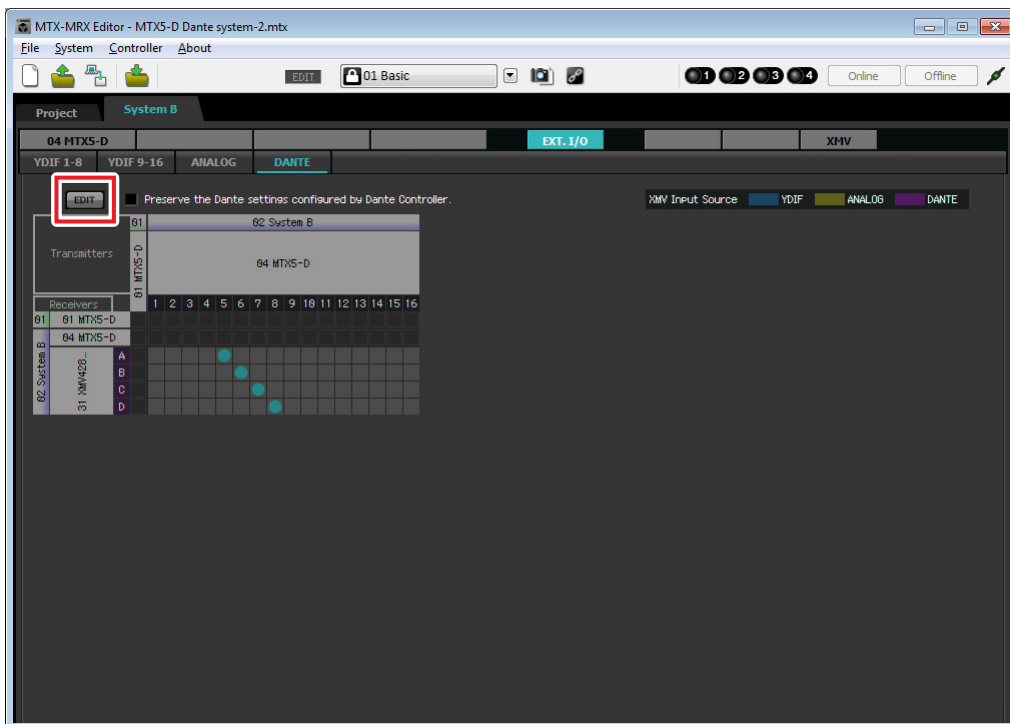 MTX-MRX Editor - MTX5-D Dante system-2.mtx
File System Controller About
EDIT 01 Basic 1 2 3 4 Online Offline
Project System B
04 MTX5-D EXT. I/O XMV
YDIF 1-8 YDIF 9-16 ANALOG DANTE
EDIT Preserve the Dante settings configured by Dante Controller. XMV Input Source YDIF ANALOG DANTE
01 02 System B
Transmitters 01 MTX5-D 04 MTX5-D
Receivers 1 2 3 4 5 6 7 8 9 10 11 12 13 14 15 16
01 01 MTX5-D
02 System B 04 MTX5-D
31 XMV428... A
B
C
D